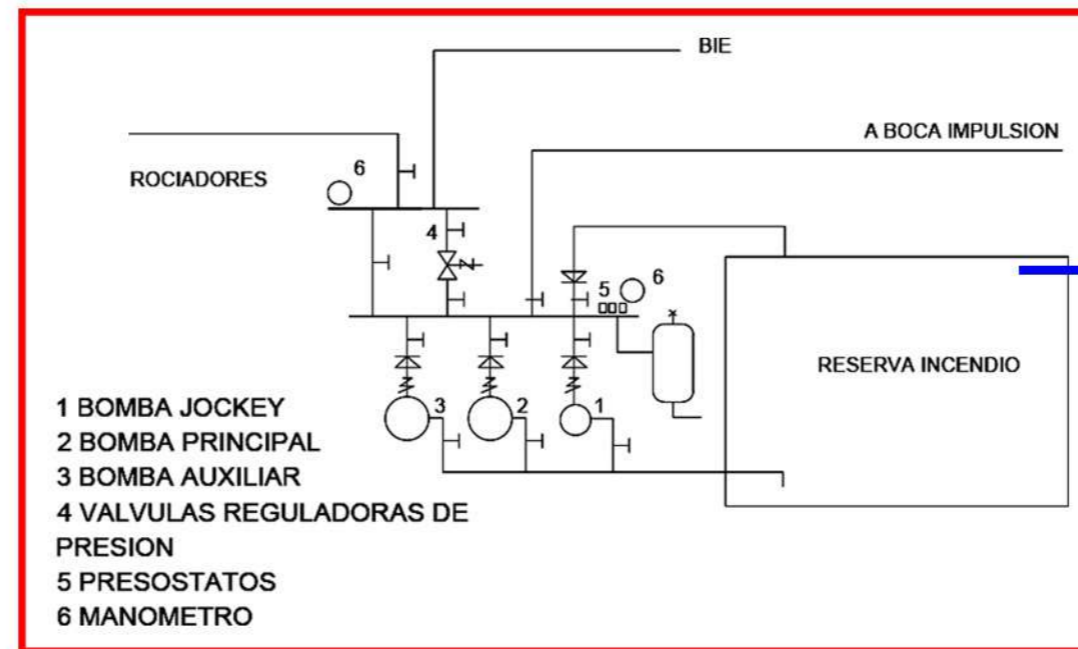 BIE
A BOCA IMPULSION
ROCIADORES
6
4
5
6
RESERVA INCENDIO
3
2
1
1 BOMBA JOCKEY
2 BOMBA PRINCIPAL
3 BOMBA AUXILIAR
4 VALVULAS REGULADORAS DE
PRESION
5 PRESOSTATOS
6 MANOMETRO